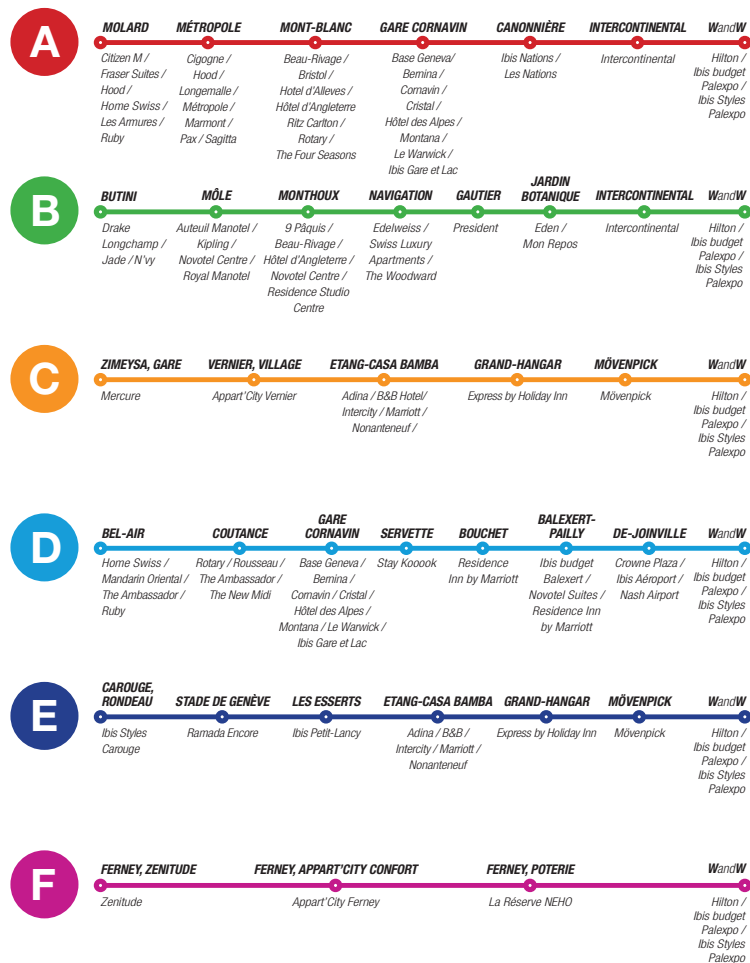 A
MOLARD
Citizen M /
Fraser Suites /
Hood /
Home Swiss /
Les Armures /
Ruby
MÉTROPOLE
Cigogne /
Hood /
Longemalle /
Métropole /
Marmont /
Pax / Sagitta
MONT-BLANC
Beau-Rivage /
Bristol /
Hotel d'Alleves /
Hôtel d'Angleterre
Ritz Carlton /
Rotary /
The Four Seasons
GARE CORNAVIN
Base Geneva/
Bernina /
Cornavin /
Cristal /
Hôtel des Alpes /
Montana /
Le Warwick /
Ibis Gare et Lac
CANONNIÈRE
Ibis Nations /
Les Nations
INTERCONTINENTAL
Intercontinental
WandW
Hilton /
Ibis budget
Palexpo /
Ibis Styles
Palexpo
B
BUTINI
Drake
Longchamp /
Jade / N'vy
MÔLE
Auteuil Manotel /
Kipling /
Novotel Centre /
Royal Manotel
MONTHOUX
9 Pâquis /
Beau-Rivage /
Hôtel d'Angleterre /
Novotel Centre /
Residence Studio
Centre
NAVIGATION
Edelweiss /
Swiss Luxury
Apartments /
The Woodward
GAUTIER
President
JARDIN
BOTANIQUE
Eden /
Mon Repos
INTERCONTINENTAL
Intercontinental
WandW
Hilton /
Ibis budget
Palexpo /
Ibis Styles
Palexpo
C
ZIMEYSA, GARE
Mercure
VERNIER, VILLAGE
Appart'City Vernier
ETANG-CASA BAMBA
Adina / B&B Hotel/
Intercity / Marriott /
Nonanteneuf /
GRAND-HANGAR
Express by Holiday Inn
MÖVENPICK
Mövenpick
WandW
Hilton /
Ibis budget
Palexpo /
Ibis Styles
Palexpo
D
BEL-AIR
Home Swiss /
Mandarin Oriental /
The Ambassador /
Ruby
COUTANCE
Rotary / Rousseau /
The Ambassador /
The New Midi
GARE
CORNAVIN
Base Geneva /
Bernina /
Cornavin / Cristal /
Hôtel des Alpes /
Montana / Le Warwick /
Ibis Gare et Lac
SERVETTE
Stay Kooook
BOUCHET
Residence
Inn by Marriott
BALEXERT-
PAILLY
Ibis budget
Balexert /
Novotel Suites /
Residence Inn
by Marriott
DE-JOINVILLE
Crowne Plaza /
Ibis Aéroport /
Nash Airport
WandW
Hilton /
Ibis budget
Palexpo /
Ibis Styles
Palexpo
E
CAROUGE,
RONDEAU
Ibis Styles
Carouge
STADE DE GENÈVE
Ramada Encore
LES ESSERTS
Ibis Petit-Lancy
ETANG-CASA BAMBA
Adina / B&B /
Intercity / Marriott /
Nonanteneuf
GRAND-HANGAR
Express by Holiday Inn
MÖVENPICK
Mövenpick
WandW
Hilton /
Ibis budget
Palexpo /
Ibis Styles
Palexpo
F
FERNEY, ZENITUDE
Zenitude
FERNEY, APPART'CITY CONFORT
Appart'City Ferney
FERNEY, POTERIE
La Réserve NEHO
WandW
Hilton /
Ibis budget
Palexpo /
Ibis Styles
Palexpo